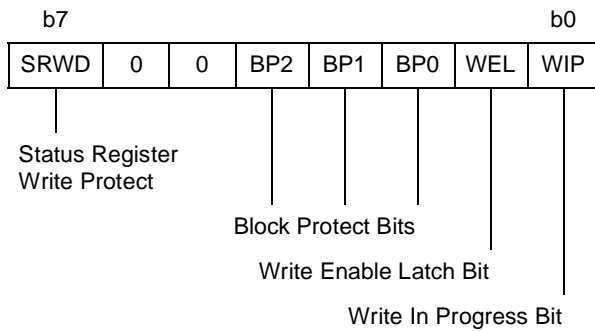 b7 b0
SRWD 0 0 BP2 BP1 BP0 WEL WIP
Status Register
Write Protect
Block Protect Bits
Write Enable Latch Bit
Write In Progress Bit